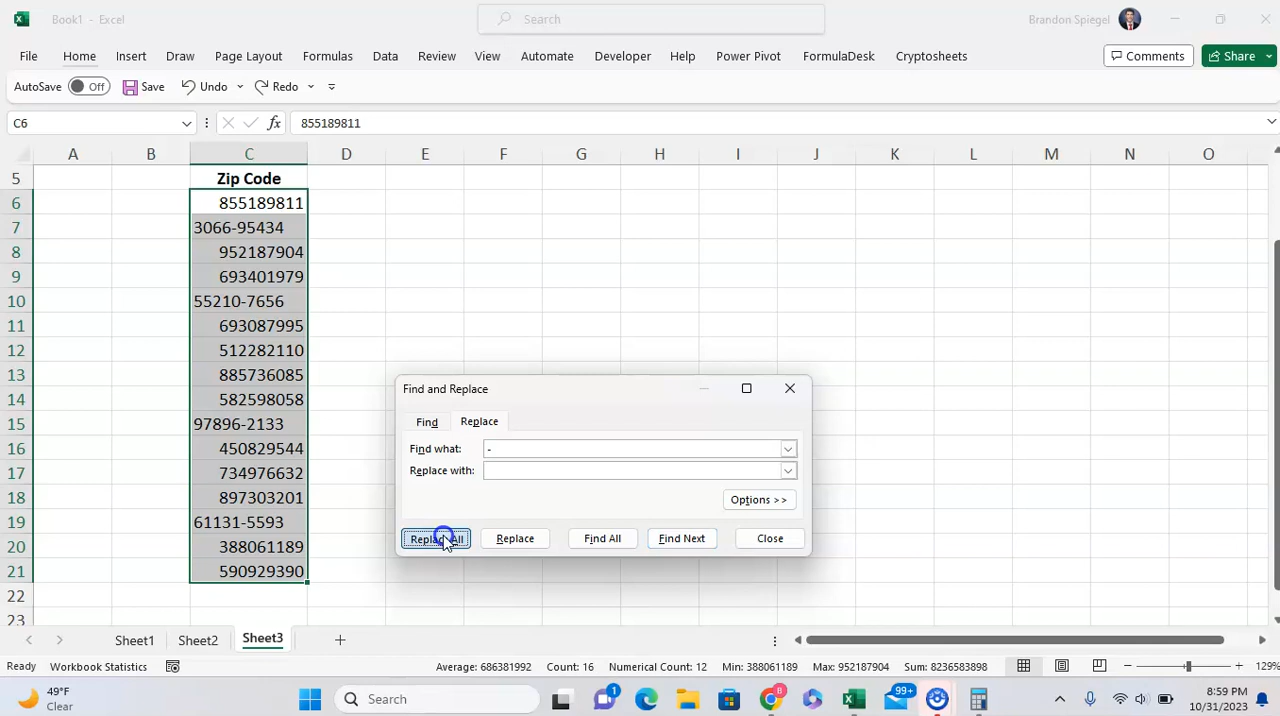 Book1 - Excel
Search
Brandon Spiegel
File Home Insert Draw Page Layout Formulas Data Review View Automate Developer Help Power Pivot FormulaDesk Cryptosheets
Comments Share
AutoSave Off Save Undo Redo
C6 fx 855189811
A B C D E F G H I J K L M N O
5 Zip Code
6 855189811
7 3066-95434
8 952187904
9 693401979
10 55210-7656
11 693087995
12 512282110
13 885736085
14 582598058
15 97896-2133
16 450829544
17 734976632
18 897303201
19 61131-5593
20 388061189
21 590929390
22
23
Find and Replace
Find Replace
Find what: -
Replace with:
Options >>
Replace All Replace Find All Find Next Close
Sheet1 Sheet2 Sheet3
Ready Workbook Statistics Average: 686381992 Count: 16 Numerical Count: 12 Min: 388061189 Max: 952187904 Sum: 8236583898 129%
49°F
Clear
Search
1
8
99+
8:59 PM
10/31/2023